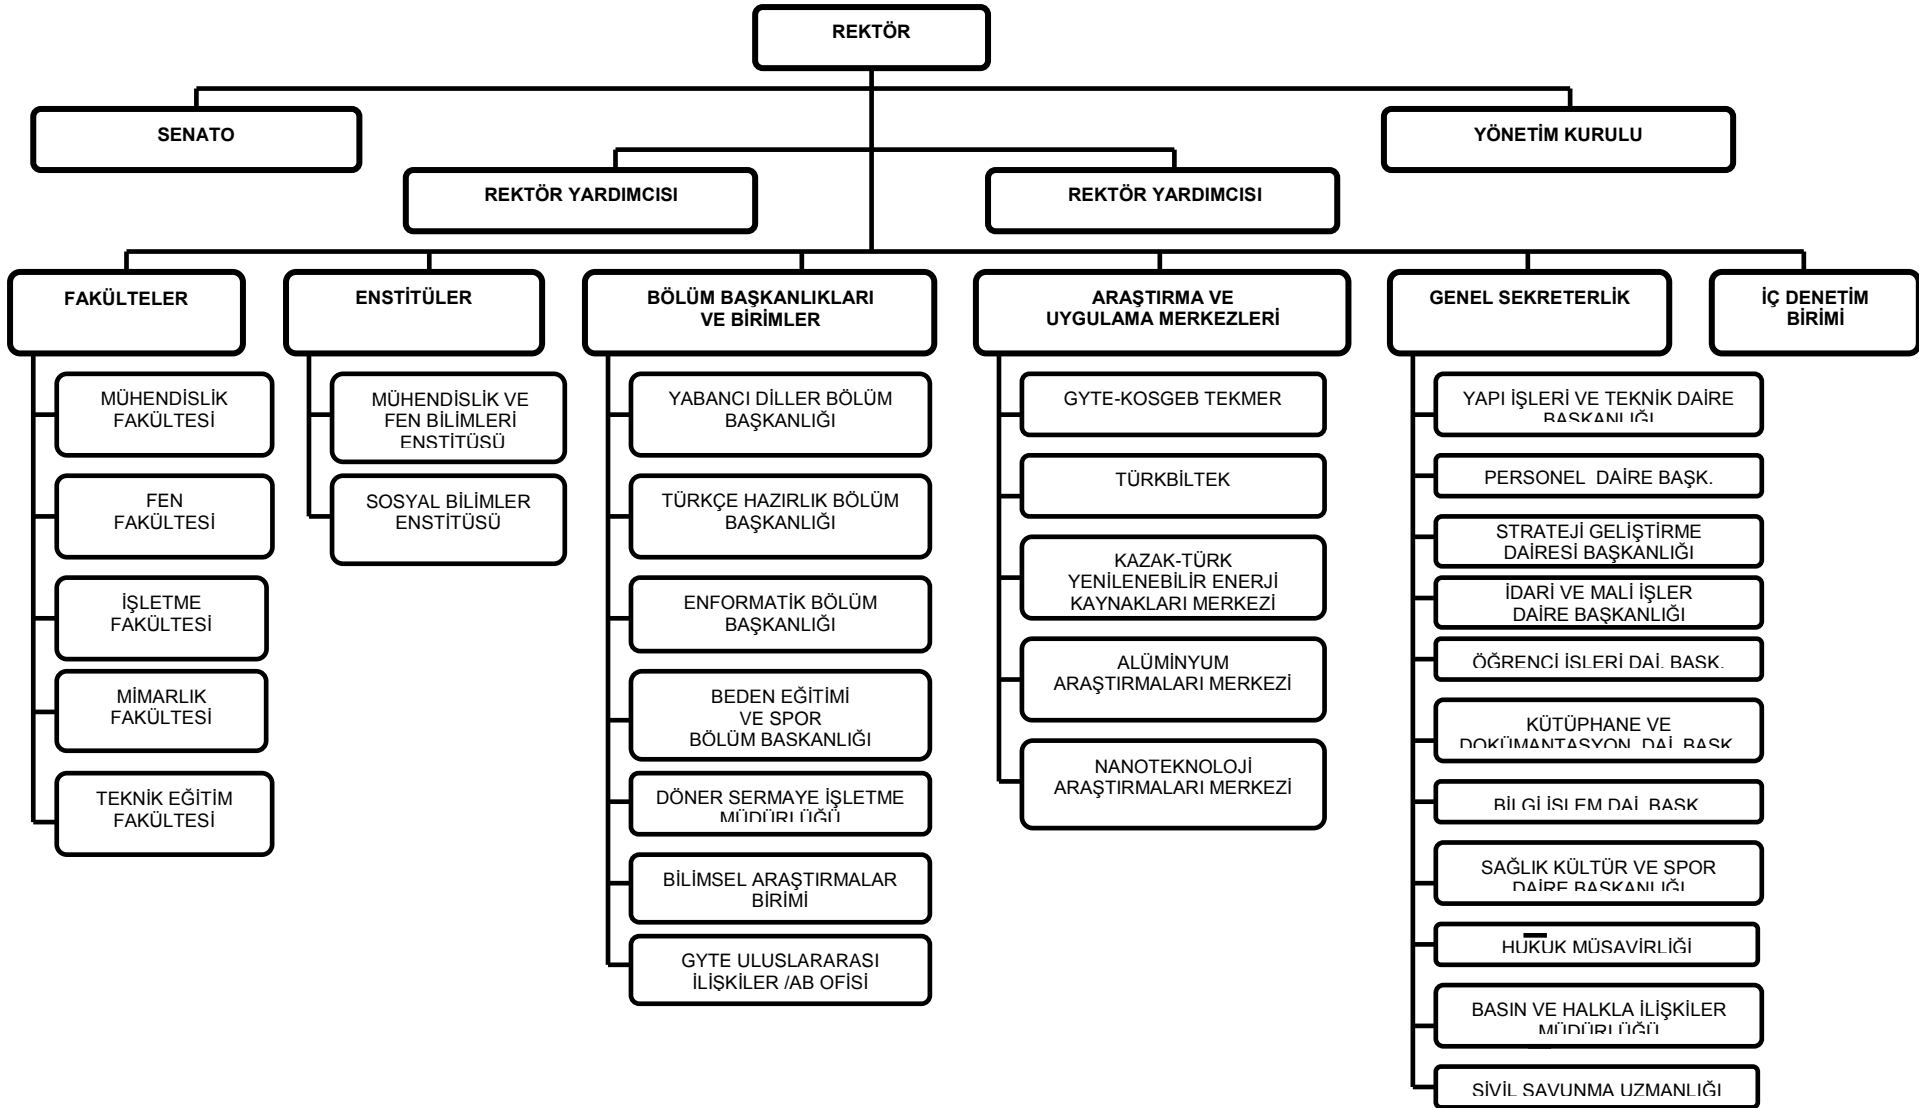 REKTÖR
SENATO
YÖNETİM KURULU
REKTÖR YARDIMCISI
REKTÖR YARDIMCISI
FAKÜLTELER
ENSTİTÜLER
BÖLÜM BAŞKANLIKLARI
VE BİRİMLER
ARAŞTIRMA VE
UYGULAMA MERKEZLERİ
GENEL SEKRETERLİK
İÇ DENETİM
BİRİMİ
MÜHENDİSLİK
FAKÜLTESİ
FEN
FAKÜLTESİ
İŞLETME
FAKÜLTESİ
MİMARLIK
FAKÜLTESİ
TEKNİK EĞİTİM
FAKÜLTESİ
MÜHENDİSLİK VE
FEN BİLİMLERİ
ENSTİTÜSÜ
SOSYAL BİLİMLER
ENSTİTÜSÜ
YABANCI DİLLER BÖLÜM
BAŞKANLIĞI
TÜRKÇE HAZIRLIK BÖLÜM
BAŞKANLIĞI
ENFORMATİK BÖLÜM
BAŞKANLIĞI
BEDEN EĞİTİMİ
VE SPOR
BÖLÜM BAŞKANLIĞI
DÖNER SERMAYE İŞLETME
MÜDÜRLÜĞÜ
BİLİMSEL ARAŞTIRMALAR
BİRİMİ
GYTE ULUSLARARASI
İLİŞKİLER /AB OFİSİ
GYTE-KOSGEB TEKMER
TÜRKBİLTEK
KAZAK-TÜRK
YENİLENEBİLİR ENERJİ
KAYNAKLARI MERKEZİ
ALÜMİNYUM
ARAŞTIRMALARI MERKEZİ
NANOTEKNOLOJİ
ARAŞTIRMALARI MERKEZİ
YAPI İŞLERİ VE TEKNİK DAİRE
BAŞKANLIĞI
PERSONEL DAİRE BAŞK.
STRATEJİ GELİŞTİRME
DAİRESİ BAŞKANLIĞI
İDARİ VE MALİ İŞLER
DAİRE BAŞKANLIĞI
ÖĞRENCİ İŞLERİ DAİ. BAŞK.
KÜTÜPHANE VE
DOKÜMANTASYON DAİ. BAŞK.
BİLGİ İŞLEM DAİ. BAŞK.
SAĞLIK KÜLTÜR VE SPOR
DAİRE BAŞKANLIĞI
HUKUK MÜŞAVİRLİĞİ
BASIN VE HALKLA İLİŞKİLER
MÜDÜRLÜĞÜ
SİVİL SAVUNMA UZMANLIĞI